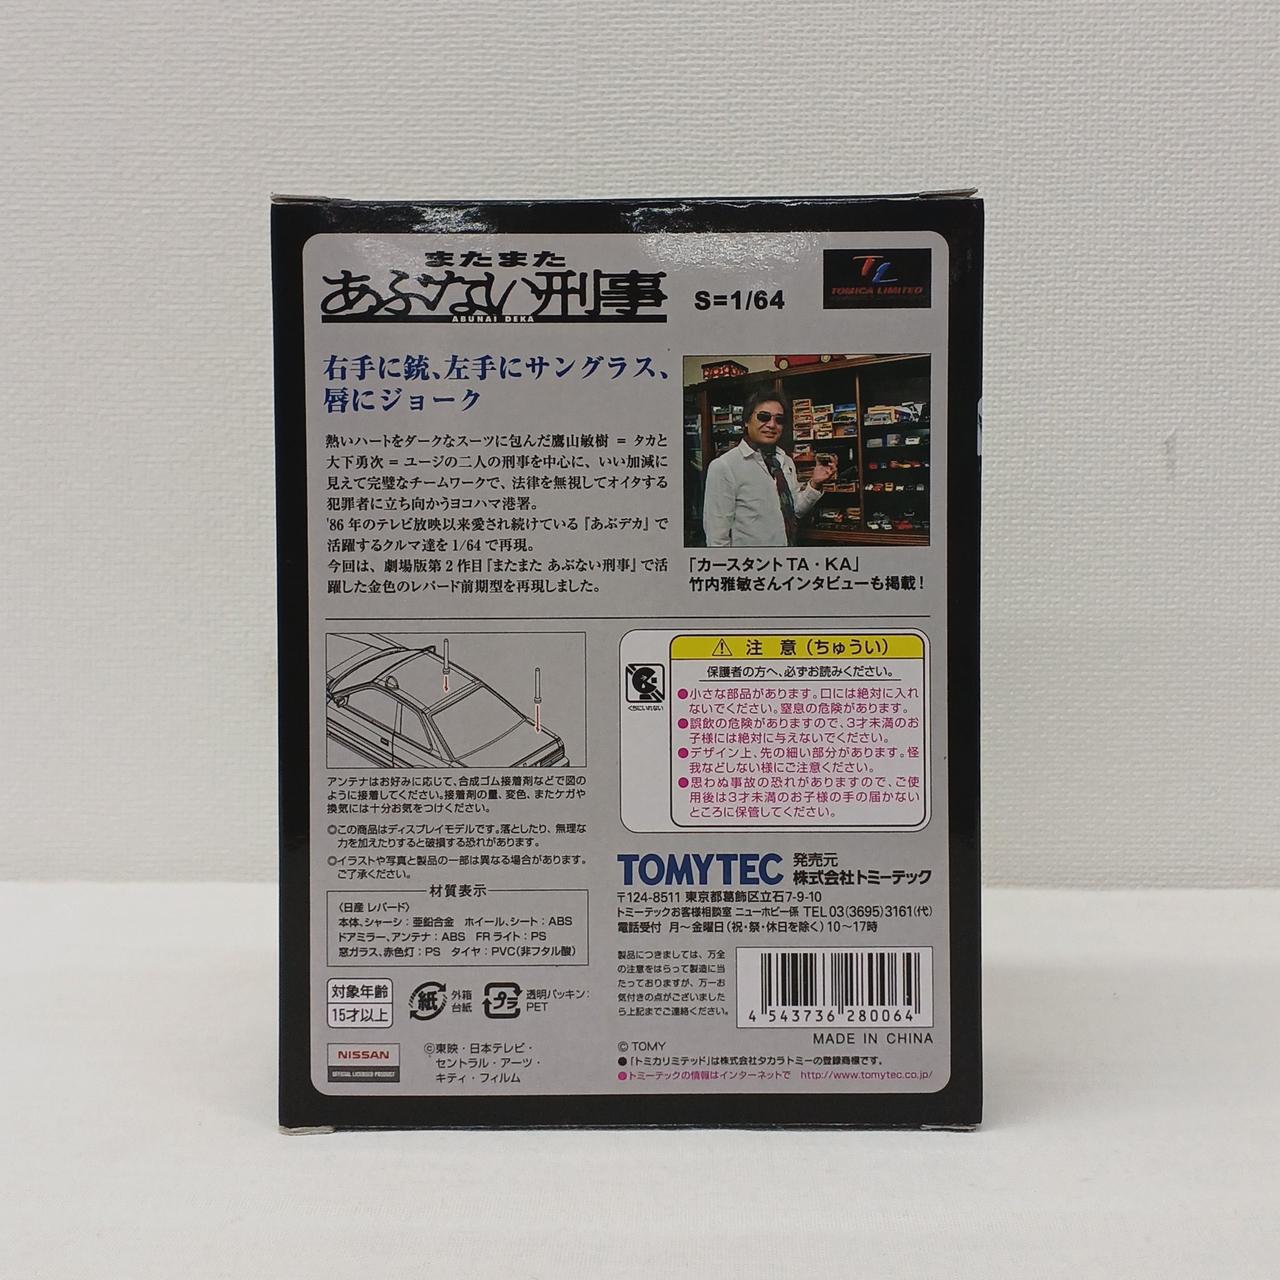 またまた
あぶない刑事
ABUNAI DEKA
S=1/64
TL
TOMICA LIMITED
右手に銃、左手にサングラス、
唇にジョーク
熱いハートをダークなスーツに包んだ鷹山敏樹 = タカと
大下勇次 = ユージの二人の刑事を中心に、いい加減に
見えて完璧なチームワークで、法律を無視してオイタする
犯罪者に立ち向かうヨコハマ港署。
'86年のテレビ放映以来愛され続けている『あぶデカ』で
活躍するクルマ達を1/64で再現。
今回は、劇場版第2作目『またまた あぶない刑事』で活
躍した金色のレパード前期型を再現しました。
「カースタントTA・KA」
竹内雅敏さんインタビューも掲載!
アンテナはお好みに応じて、合成ゴム接着剤などで図の
ように接着してください。接着剤の量、変色、またケガや
換気には十分お気をつけください。
◎この商品はディスプレイモデルです。落としたり、無理な
力を加えたりすると破損する恐れがあります。
◎イラストや写真と製品の一部は異なる場合があります。
ご了承ください。
材質表示
〈日産 レパード〉
本体、シャーシ:亜鉛合金 ホイール、シート:ABS
ドアミラー、アンテナ:ABS FRライト:PS
窓ガラス、赤色灯:PS タイヤ:PVC(非フタル酸)
対象年齢
15才以上
紙
外箱
台紙
プラ
透明パッキン:
PET
NISSAN
OFFICIAL LICENSED PRODUCT
©東映・日本テレビ・
セントラル・アーツ・
キティ・フィルム
注 意(ちゅうい)
保護者の方へ、必ずお読みください。
くちにいれない
●小さな部品があります。口には絶対に入れ
ないでください。窒息の危険があります。
●誤飲の危険がありますので、3才未満のお
子様には絶対に与えないでください。
●デザイン上、先の細い部分があります。怪
我などしない様にご注意ください。
●思わぬ事故の恐れがありますので、ご使
用後は3才未満のお子様の手の届かない
ところに保管してください。
TOMYTEC
発売元
株式会社トミーテック
〒124-8511 東京都葛飾区立石7-9-10
トミーテックお客様相談室 ニューホビー係 TEL 03(3695)3161(代)
電話受付 月〜金曜日(祝・祭・休日を除く)10〜17時
製品につきましては、万全
の注意をはらって製造に当
たっておりますが、万一お
気付きの点がございました
ら上記までご連絡ください。
4 543736 280064
MADE IN CHINA
© TOMY
●「トミカリミテッド」は株式会社タカラトミーの登録商標です。
●トミーテックの情報はインターネットで http://www.tomytec.co.jp/